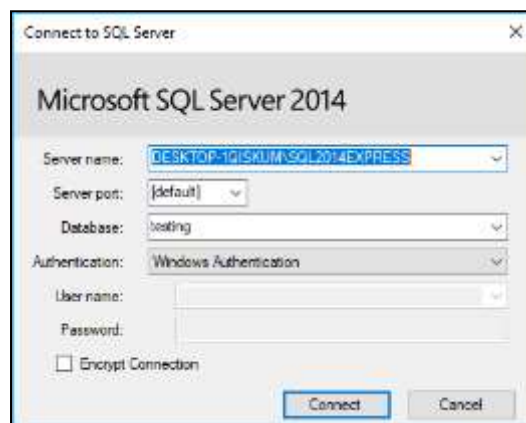 Connect to SQL Server
Microsoft SQL Server 2014
Server name: DESKTOP-1QISKUM\SQL2014EXPRESS
Server port: [default]
Database: testing
Authentication: Windows Authentication
User name:
Password:
Encrypt Connection
Connect Cancel